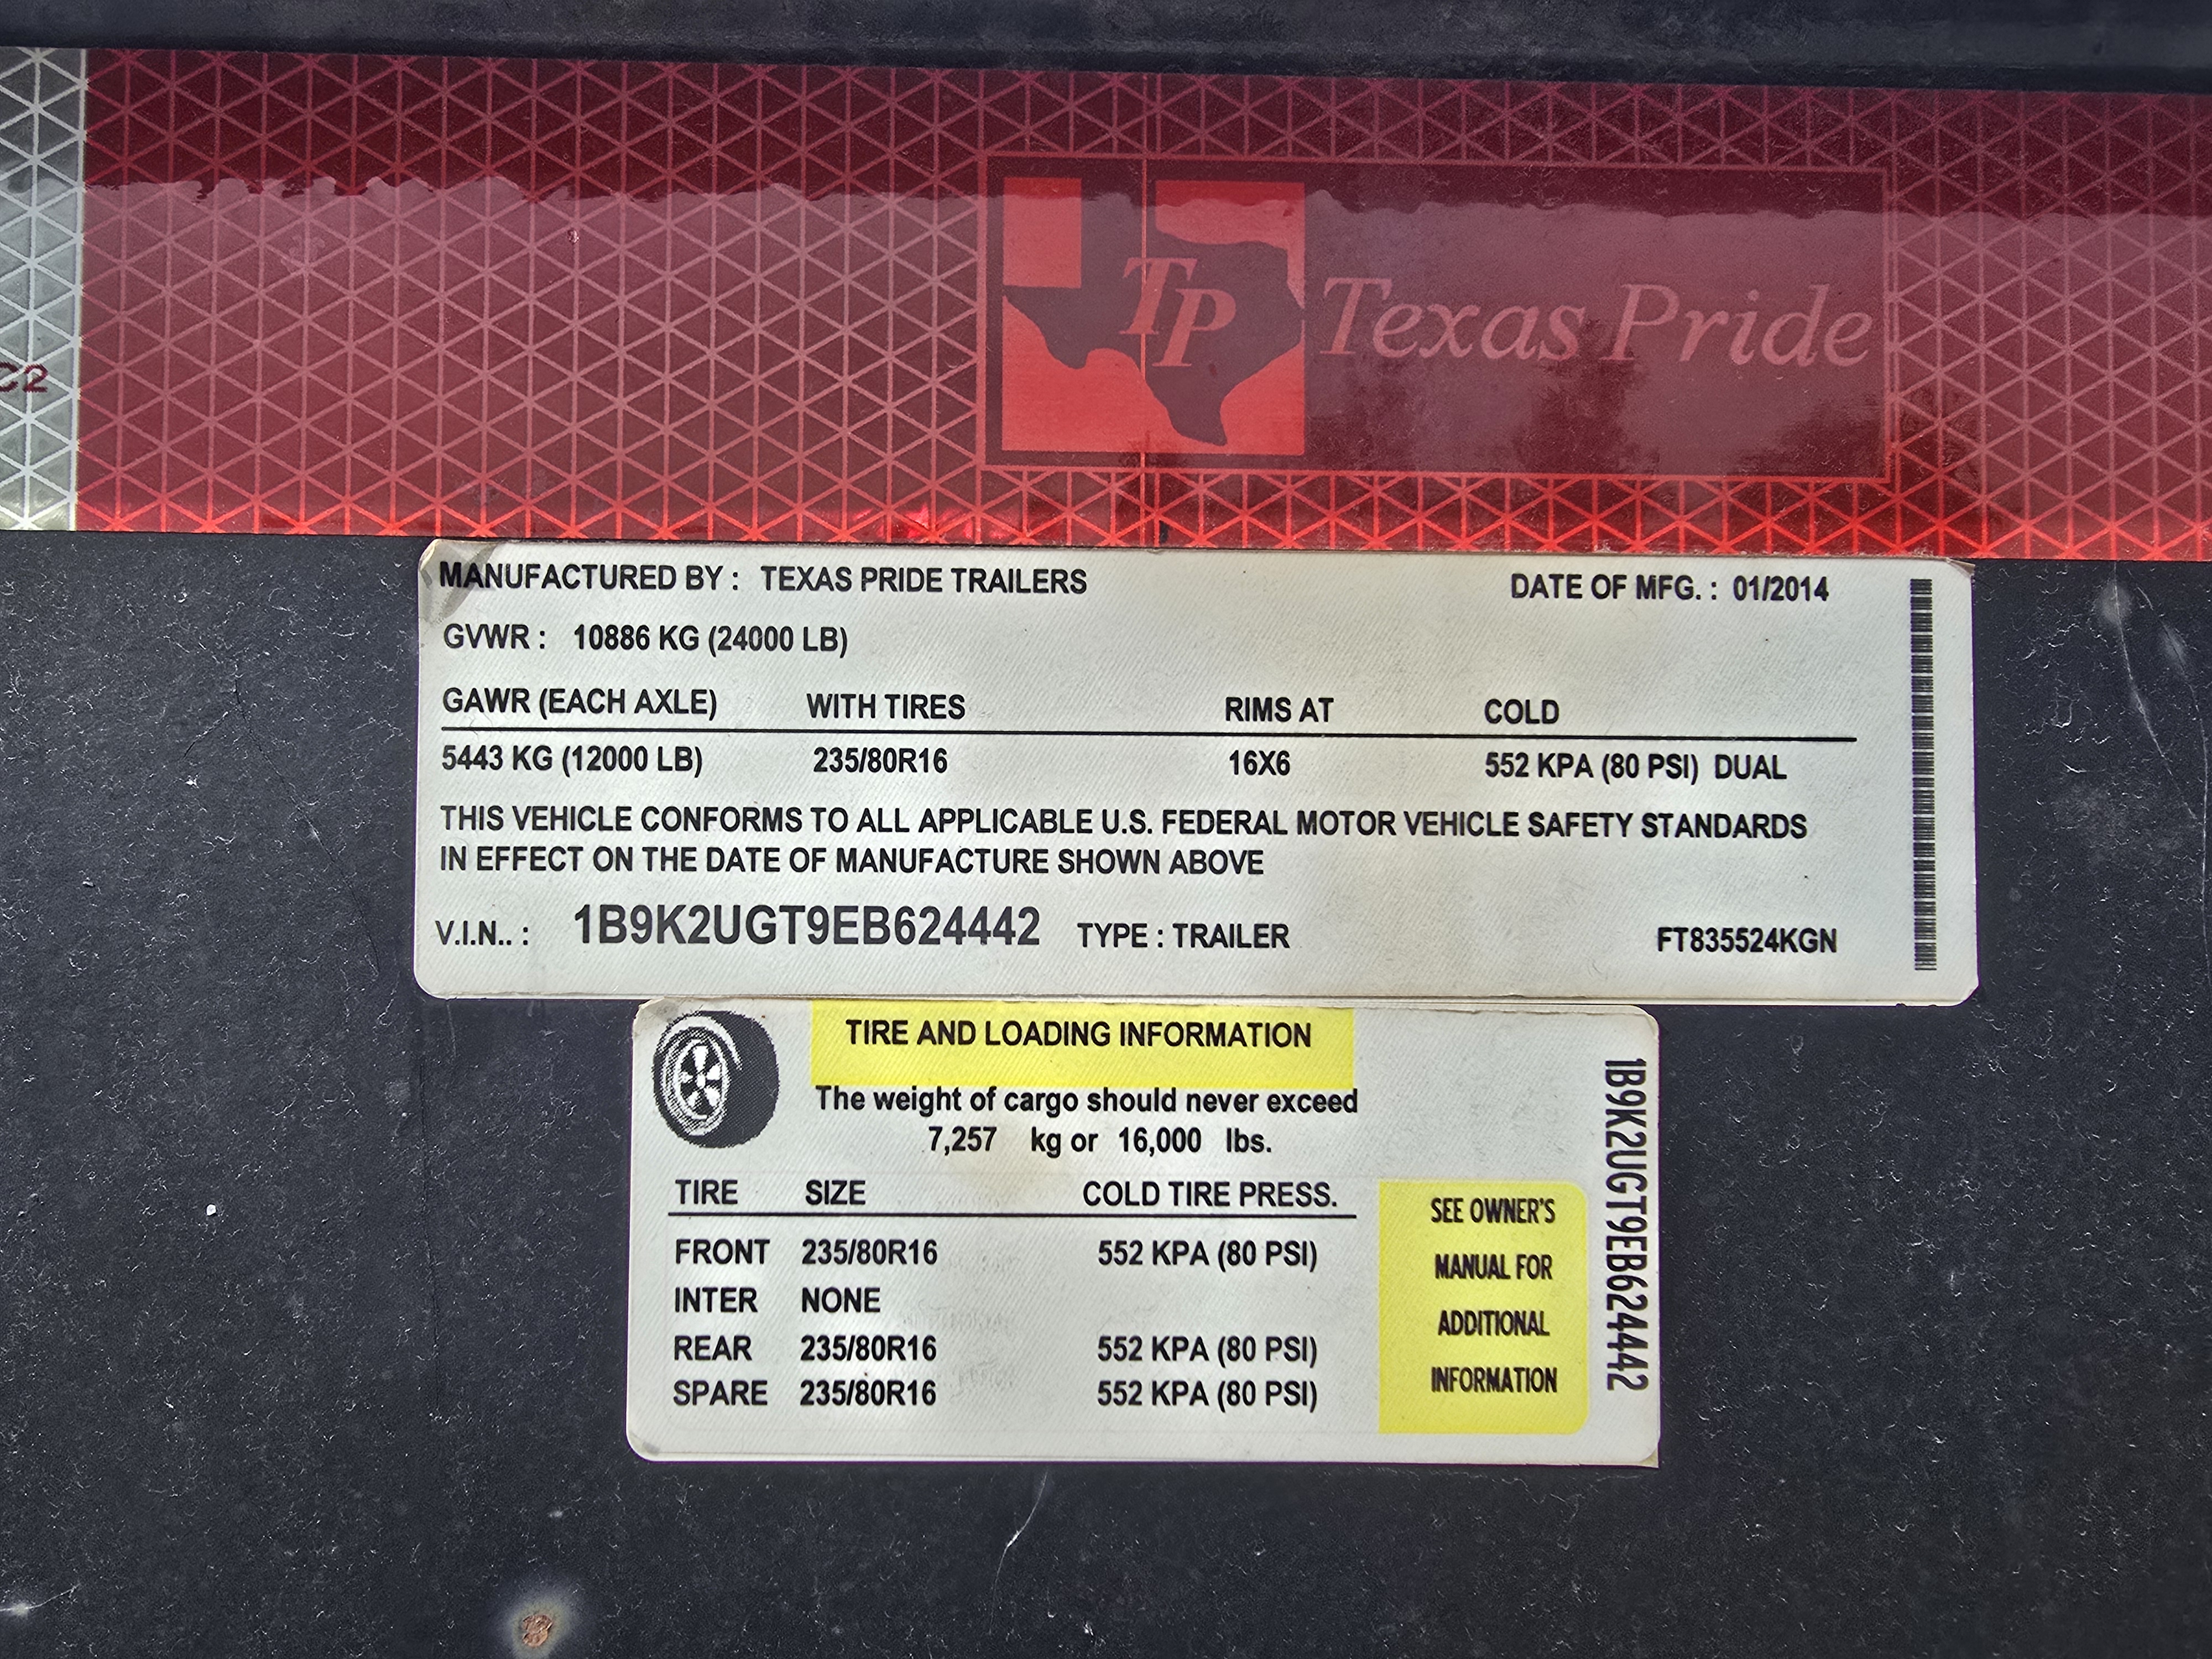 C2
TP Texas Pride
MANUFACTURED BY : TEXAS PRIDE TRAILERS DATE OF MFG. : 01/2014
GVWR : 10886 KG (24000 LB)
GAWR (EACH AXLE) WITH TIRES RIMS AT COLD
5443 KG (12000 LB) 235/80R16 16X6 552 KPA (80 PSI) DUAL
THIS VEHICLE CONFORMS TO ALL APPLICABLE U.S. FEDERAL MOTOR VEHICLE SAFETY STANDARDS
IN EFFECT ON THE DATE OF MANUFACTURE SHOWN ABOVE
V.I.N.. : 1B9K2UGT9EB624442 TYPE : TRAILER FT835524KGN
TIRE AND LOADING INFORMATION
The weight of cargo should never exceed
7,257 kg or 16,000 lbs.
TIRE SIZE COLD TIRE PRESS.
FRONT 235/80R16 552 KPA (80 PSI)
INTER NONE
REAR 235/80R16 552 KPA (80 PSI)
SPARE 235/80R16 552 KPA (80 PSI)
SEE OWNER'S
MANUAL FOR
ADDITIONAL
INFORMATION
1B9K2UGT9EB624442